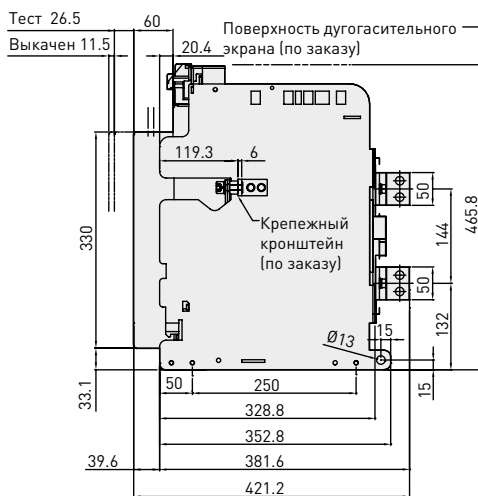 Тест 26.5
60
Поверхность дугогасительного
экрана (по заказу)
Выкачен 11.5
20.4
119.3
6
50
465.8
330
Крепежный
кронштейн
(по заказу)
144
50
132
Ø13
15
33.1
50
250
15
328.8
352.8
39.6
381.6
421.2